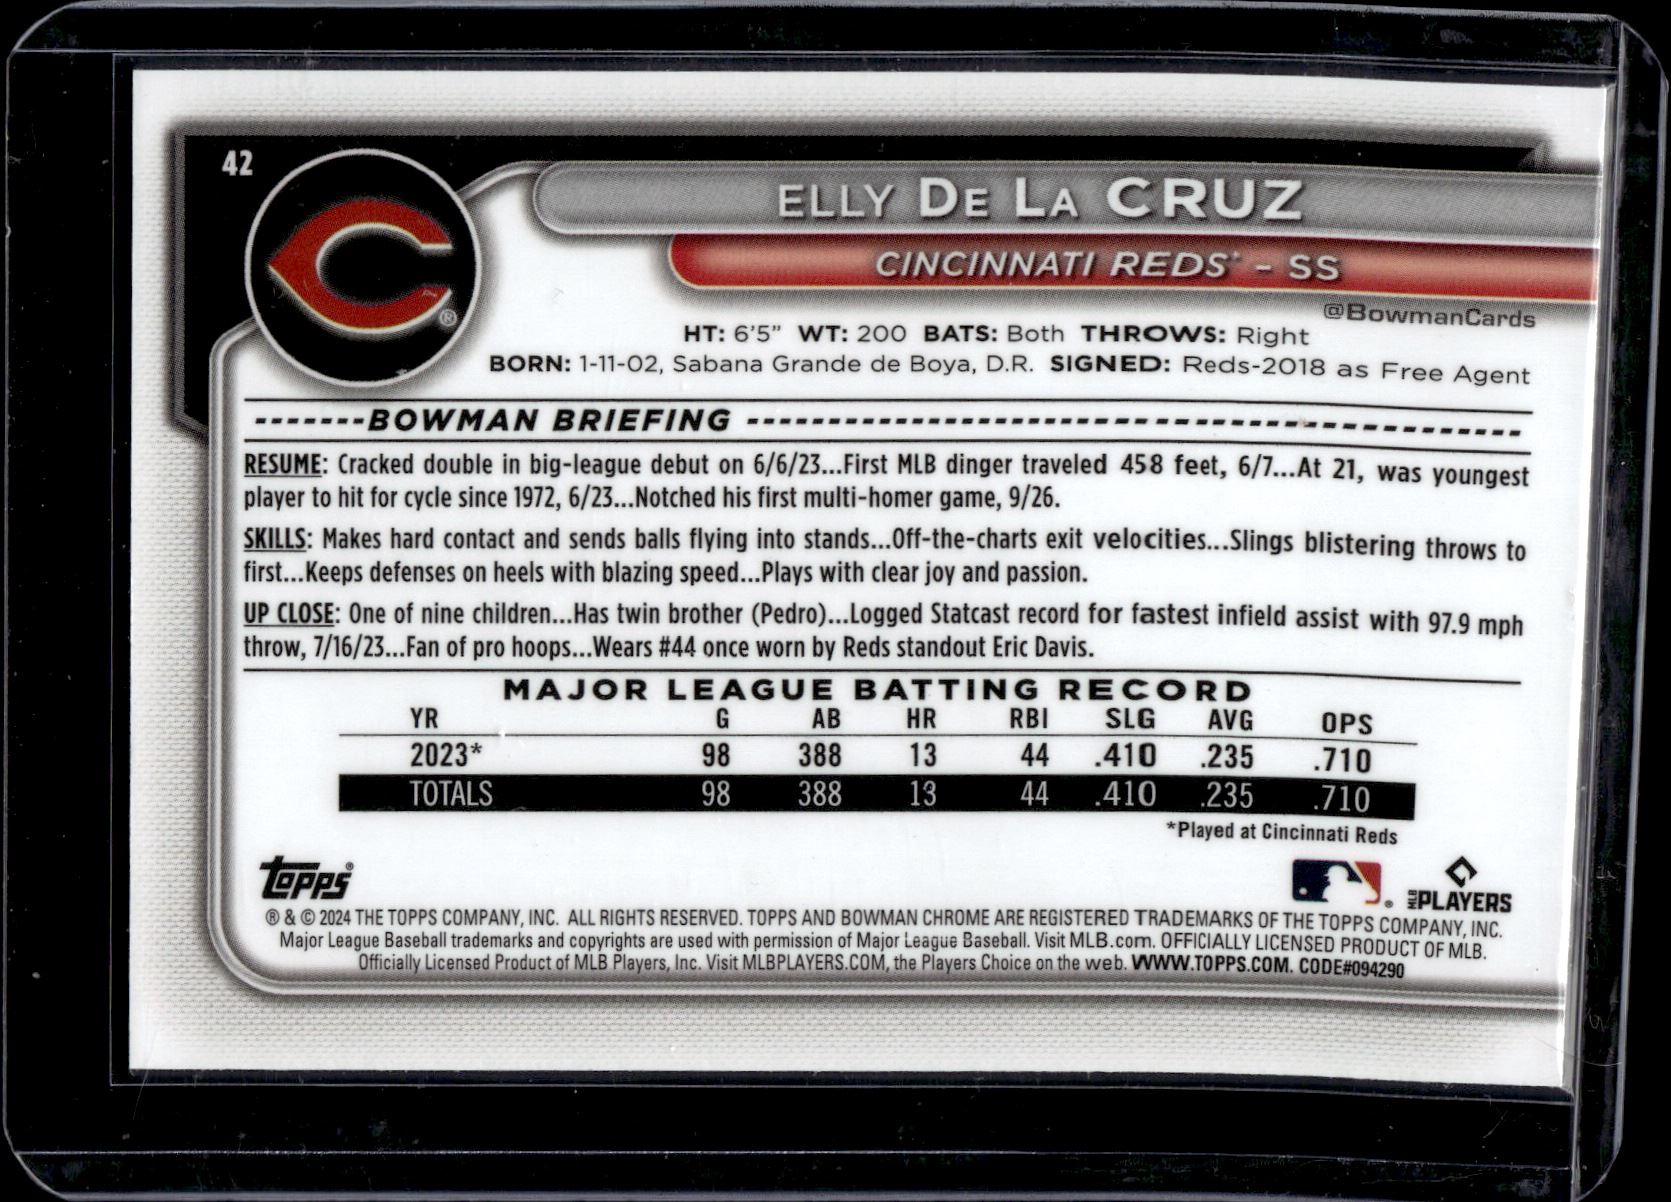 42
ELLY DE LA CRUZ
CINCINNATI REDS® - SS
@BowmanCards
HT: 6'5" WT: 200 BATS: Both THROWS: Right
BORN: 1-11-02, Sabana Grande de Boya, D.R. SIGNED: Reds-2018 as Free Agent
-------BOWMAN BRIEFING ------------------------------------------------
RESUME: Cracked double in big-league debut on 6/6/23...First MLB dinger traveled 458 feet, 6/7...At 21, was youngest
player to hit for cycle since 1972, 6/23...Notched his first multi-homer game, 9/26.
SKILLS: Makes hard contact and sends balls flying into stands...Off-the-charts exit velocities...Slings blistering throws to
first...Keeps defenses on heels with blazing speed...Plays with clear joy and passion.
UP CLOSE: One of nine children...Has twin brother (Pedro)...Logged Statcast record for fastest infield assist with 97.9 mph
throw, 7/16/23...Fan of pro hoops...Wears #44 once worn by Reds standout Eric Davis.
MAJOR LEAGUE BATTING RECORD
YR G AB HR RBI SLG AVG OPS
2023* 98 388 13 44 .410 .235 .710
TOTALS 98 388 13 44 .410 .235 .710
*Played at Cincinnati Reds
Topps®
MLB PLAYERS
® & © 2024 THE TOPPS COMPANY, INC. ALL RIGHTS RESERVED. TOPPS AND BOWMAN CHROME ARE REGISTERED TRADEMARKS OF THE TOPPS COMPANY, INC.
Major League Baseball trademarks and copyrights are used with permission of Major League Baseball. Visit MLB.com. OFFICIALLY LICENSED PRODUCT OF MLB.
Officially Licensed Product of MLB Players, Inc. Visit MLBPLAYERS.COM, the Players Choice on the web. WWW.TOPPS.COM. CODE#094290